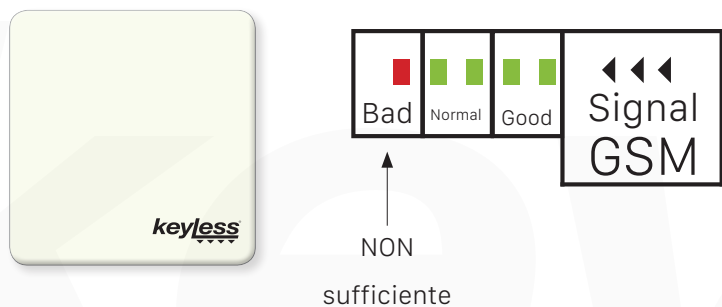 keyless
Bad
Normal
Good
Signal
GSM
NON
sufficiente